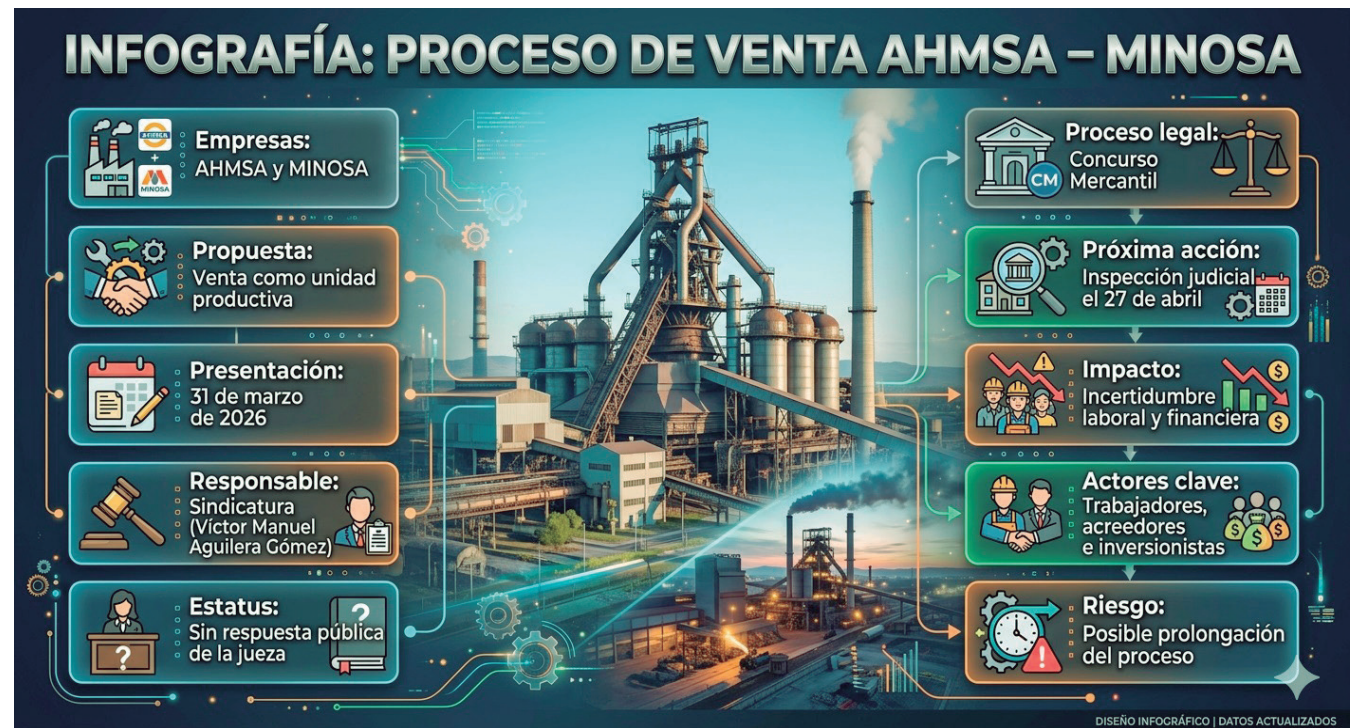 INFOGRAFÍA: PROCESO DE VENTA AHMSA – MINOSA
Empresas:
AHMSA y MINOSA
MINOSA
Propuesta:
Venta como unidad
productiva
Presentación:
31 de marzo
de 2026
Responsable:
Sindicatura
(Víctor Manuel
Aguilera Gómez)
Estatus:
Sin respuesta pública
de la jueza
?
?
Proceso legal:
Concurso
Mercantil
CM
Próxima acción:
Inspección judicial
el 27 de abril
Impacto:
Incertidumbre
laboral y financiera
Actores clave:
Trabajadores,
acreedores
e inversionistas
Riesgo:
Posible prolongación
del proceso
DISEÑO INFOGRÁFICO | DATOS ACTUALIZADOS